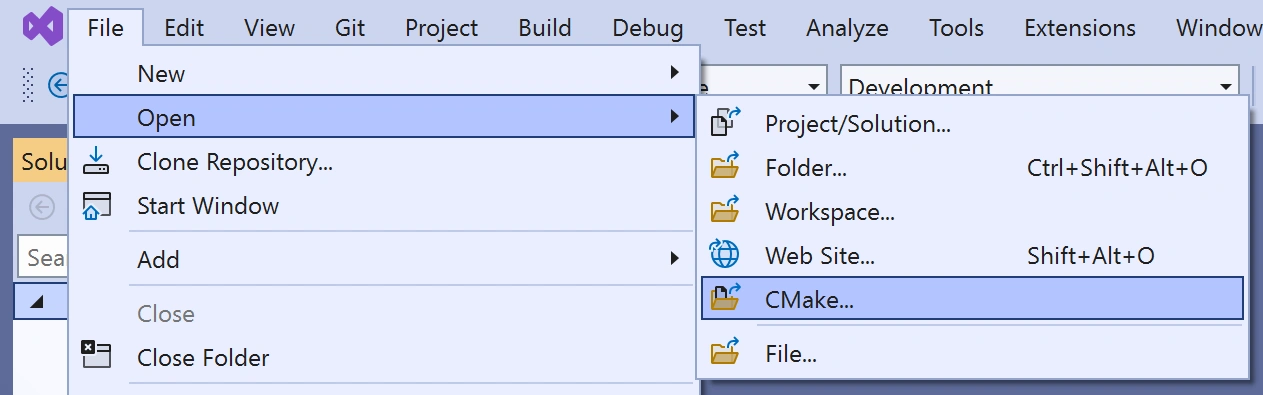 File Edit View Git Project Build Debug Test Analyze Tools Extensions Window
New
Development
Open
Project/Solution...
Solu
Clone Repository...
Folder... Ctrl+Shift+Alt+O
Start Window
Workspace...
Sea
Add
Web Site... Shift+Alt+O
CMake...
Close
Close Folder
File...